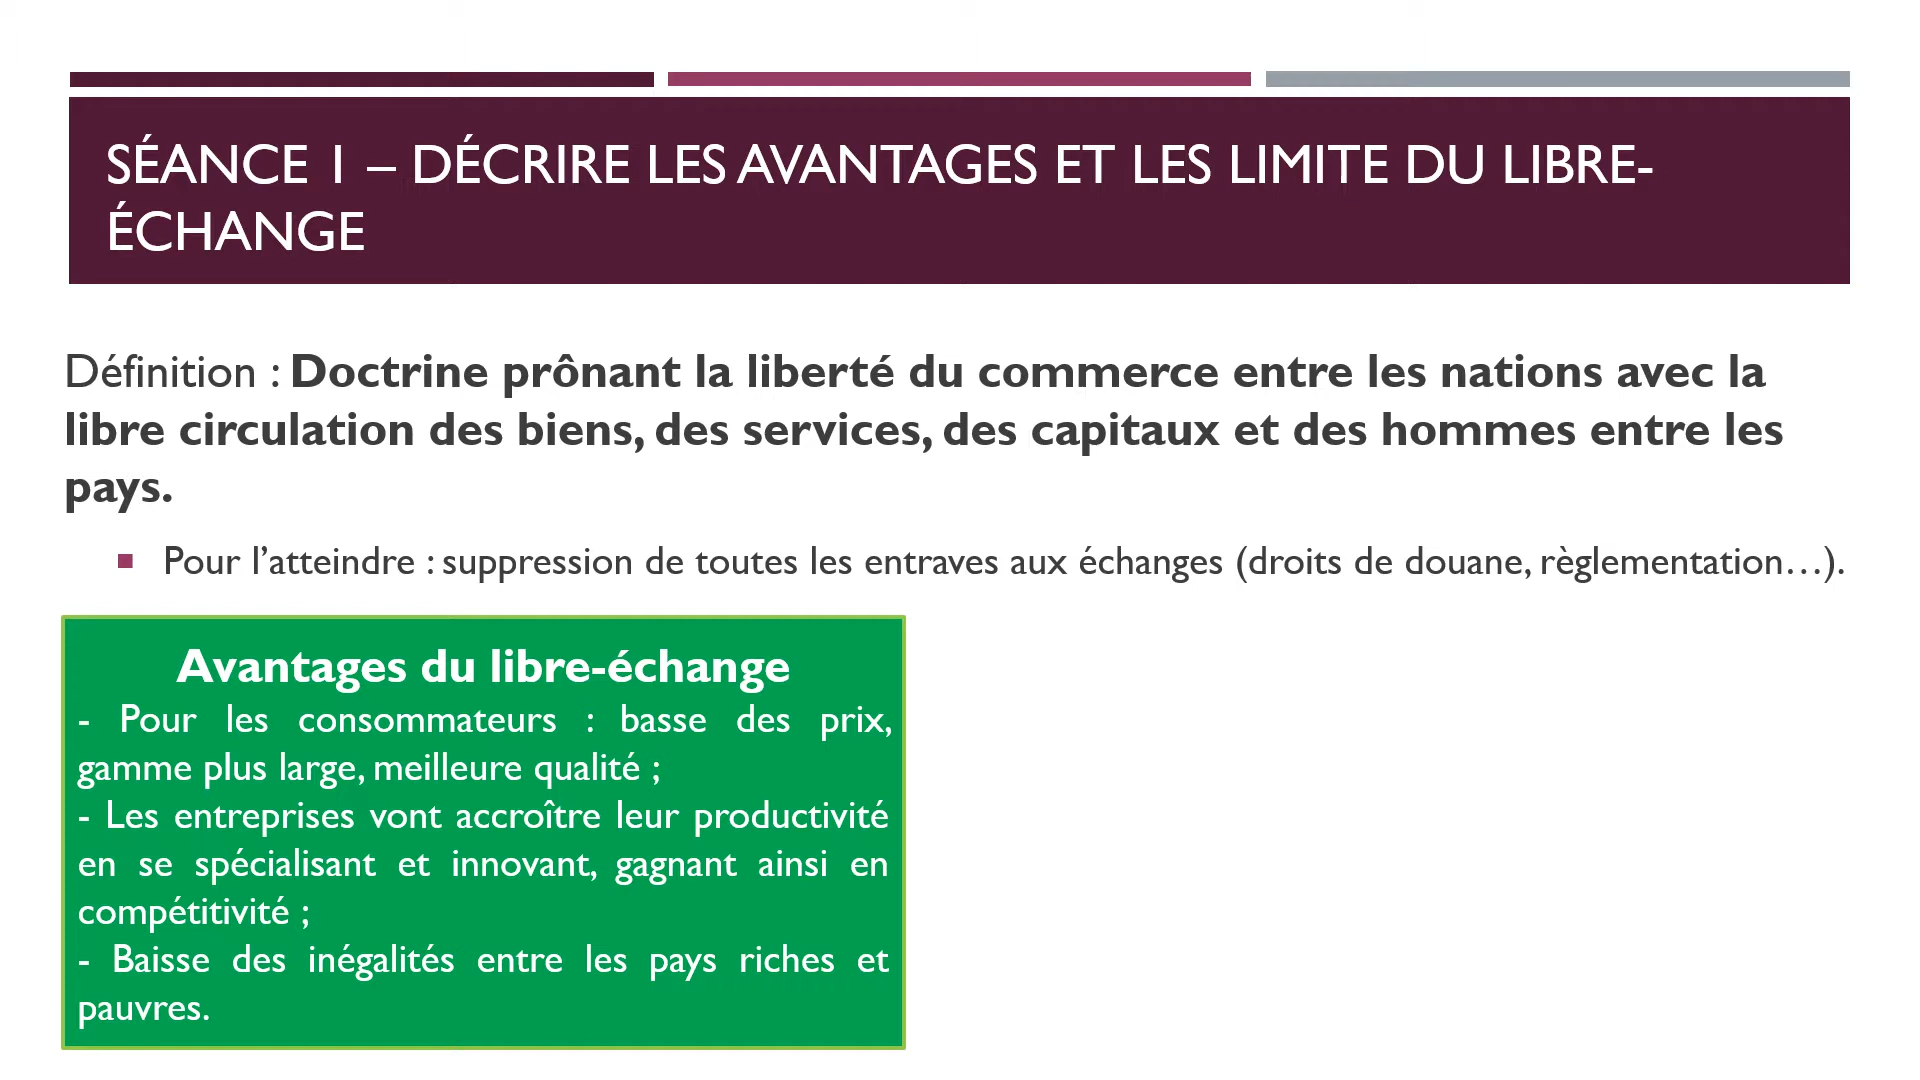 SÉANCE 1 – DÉCRIRE LES AVANTAGES ET LES LIMITE DU LIBRE-
ÉCHANGE
Définition : Doctrine prônant la liberté du commerce entre les nations avec la
libre circulation des biens, des services, des capitaux et des hommes entre les
pays.
▪ Pour l’atteindre : suppression de toutes les entraves aux échanges (droits de douane, règlementation…).
Avantages du libre-échange
- Pour les consommateurs : basse des prix,
gamme plus large, meilleure qualité ;
- Les entreprises vont accroître leur productivité
en se spécialisant et innovant, gagnant ainsi en
compétitivité ;
- Baisse des inégalités entre les pays riches et
pauvres.